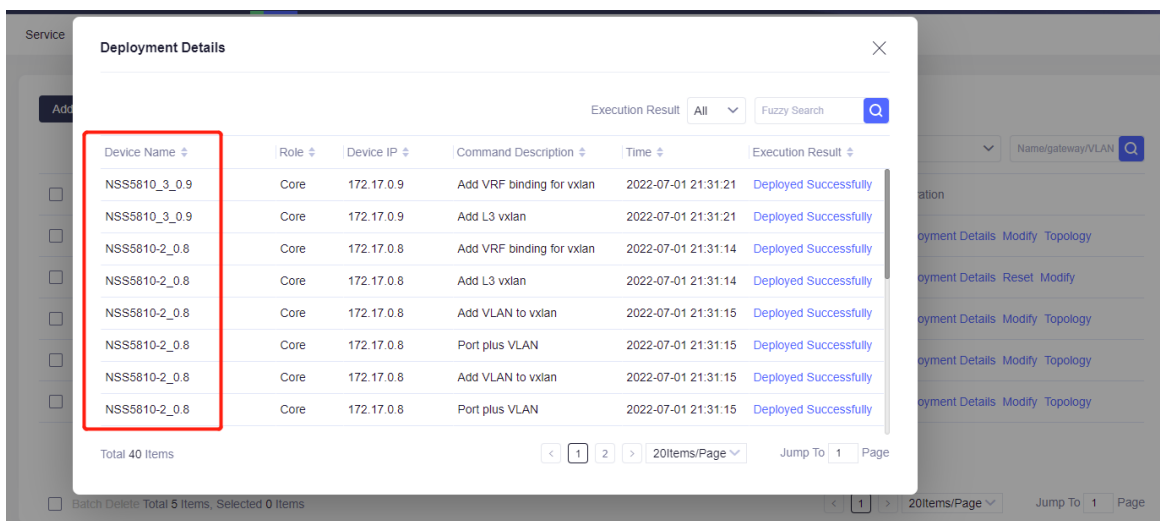 Service
Deployment Details
Add
Execution Result All Fuzzy Search
Name/gateway/VLAN
Device Name Role Device IP Command Description Time Execution Result
NSS5810_3_0.9 Core 172.17.0.9 Add VRF binding for vxlan 2022-07-01 21:31:21 Deployed Successfully
ation
NSS5810_3_0.9 Core 172.17.0.9 Add L3 vxlan 2022-07-01 21:31:21 Deployed Successfully
NSS5810-2_0.8 Core 172.17.0.8 Add VRF binding for vxlan 2022-07-01 21:31:14 Deployed Successfully
oyment Details Modify Topology
NSS5810-2_0.8 Core 172.17.0.8 Add L3 vxlan 2022-07-01 21:31:14 Deployed Successfully
oyment Details Reset Modify
NSS5810-2_0.8 Core 172.17.0.8 Add VLAN to vxlan 2022-07-01 21:31:15 Deployed Successfully
oyment Details Modify Topology
NSS5810-2_0.8 Core 172.17.0.8 Port plus VLAN 2022-07-01 21:31:15 Deployed Successfully
oyment Details Modify Topology
NSS5810-2_0.8 Core 172.17.0.8 Add VLAN to vxlan 2022-07-01 21:31:15 Deployed Successfully
NSS5810-2_0.8 Core 172.17.0.8 Port plus VLAN 2022-07-01 21:31:15 Deployed Successfully
oyment Details Modify Topology
Total 40 Items < 1 2 > 20Items/Page Jump To 1 Page
Batch Delete Total 5 Items, Selected 0 Items < 1 > 20Items/Page Jump To 1 Page